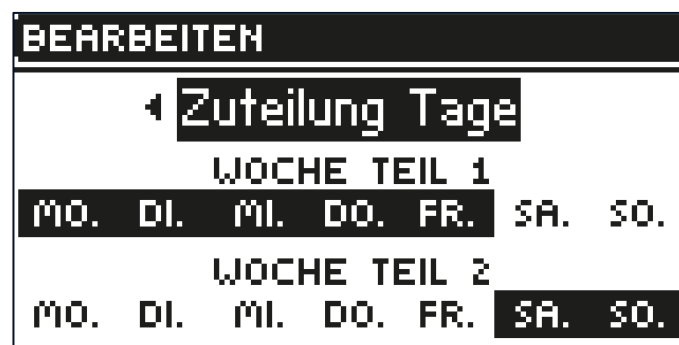 BEARBEITEN
Zuteilung Tage
WOCHE TEIL 1
MO. DI. MI. DO. FR. SA. SO.
WOCHE TEIL 2
MO. DI. MI. DO. FR. SA. SO.